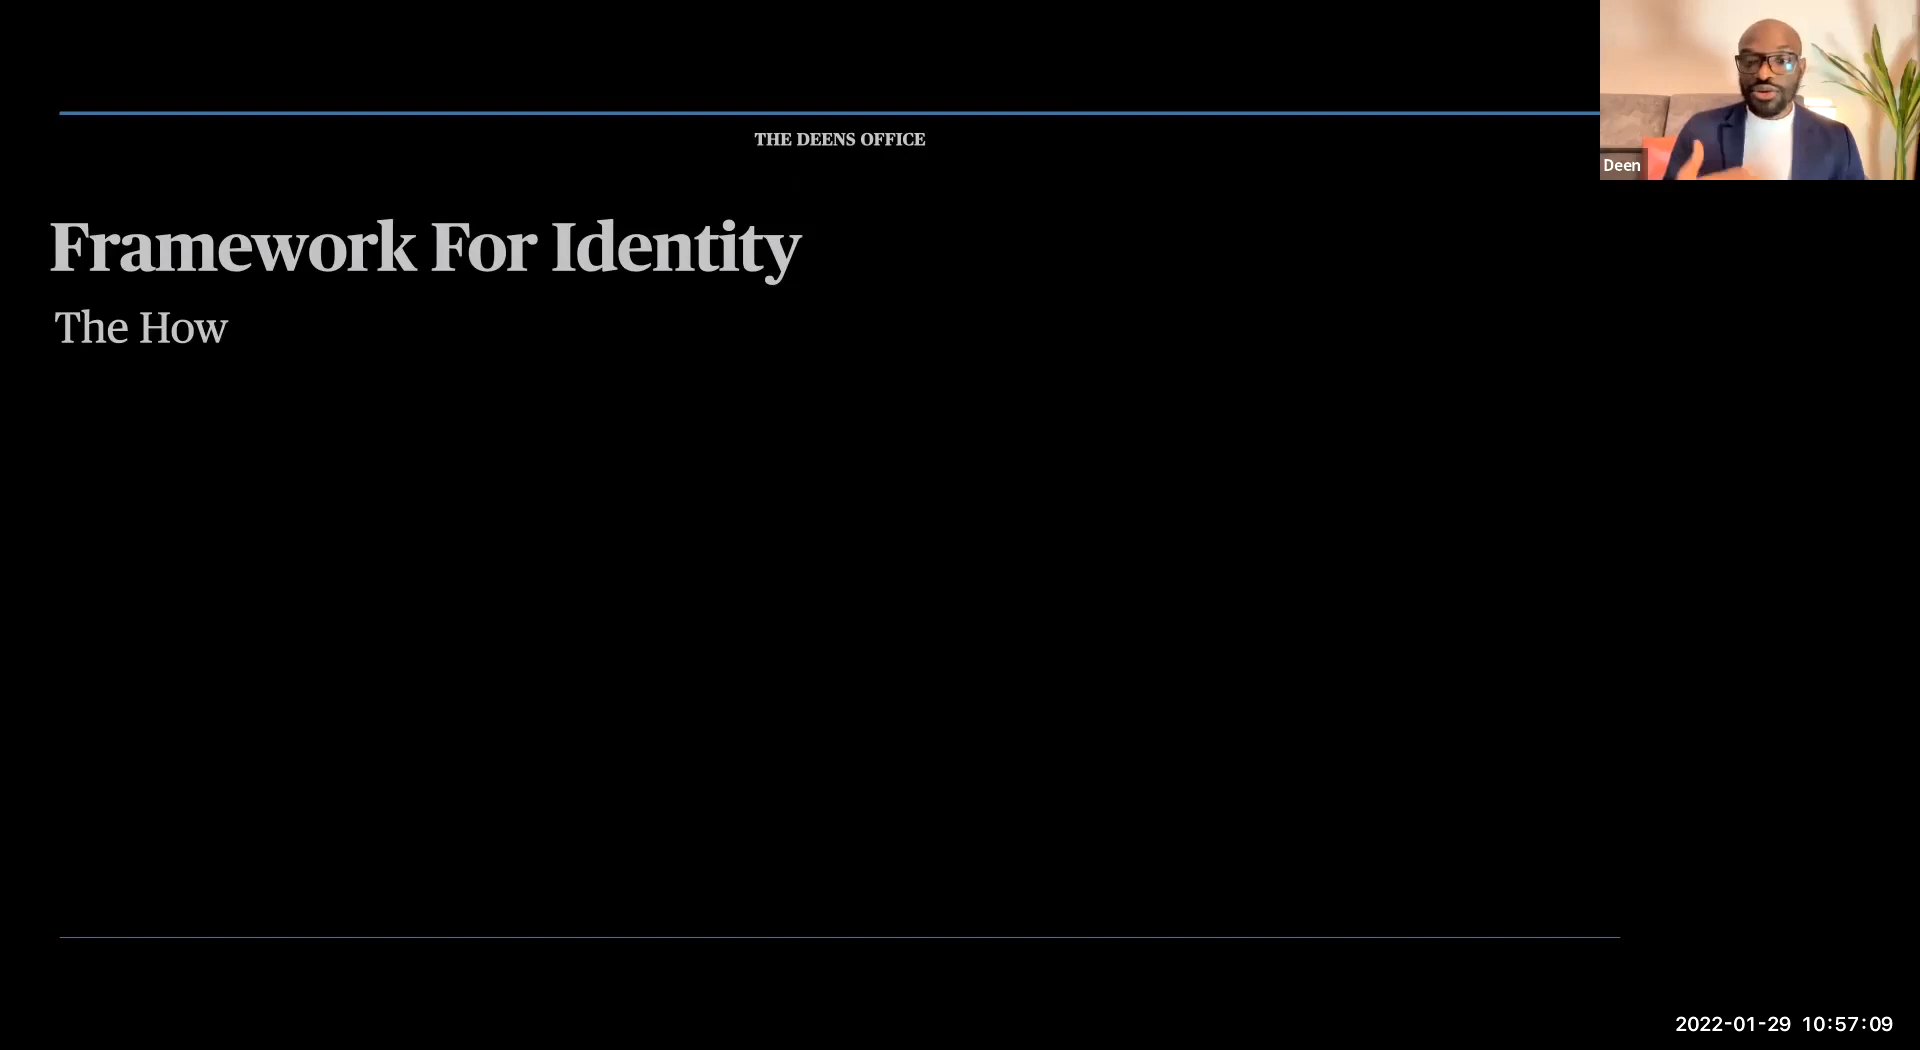 THE DEENS OFFICE
Deen
Framework For Identity
The How
2022-01-29 10:57:09